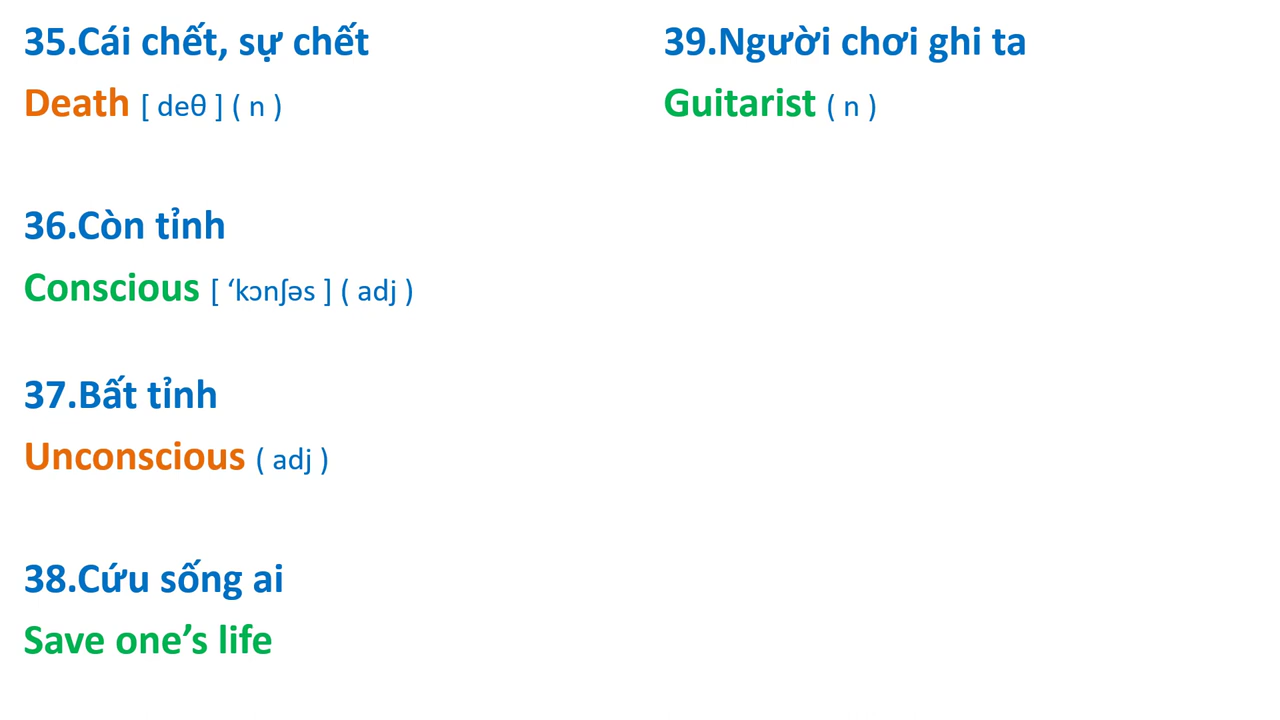 35.Cái chết, sự chết
Death [ deθ ] ( n )
36.Còn tỉnh
Conscious [ ‘kɔnʃəs ] ( adj )
37.Bất tỉnh
Unconscious ( adj )
38.Cứu sống ai
Save one’s life
39.Người chơi ghi ta
Guitarist ( n )